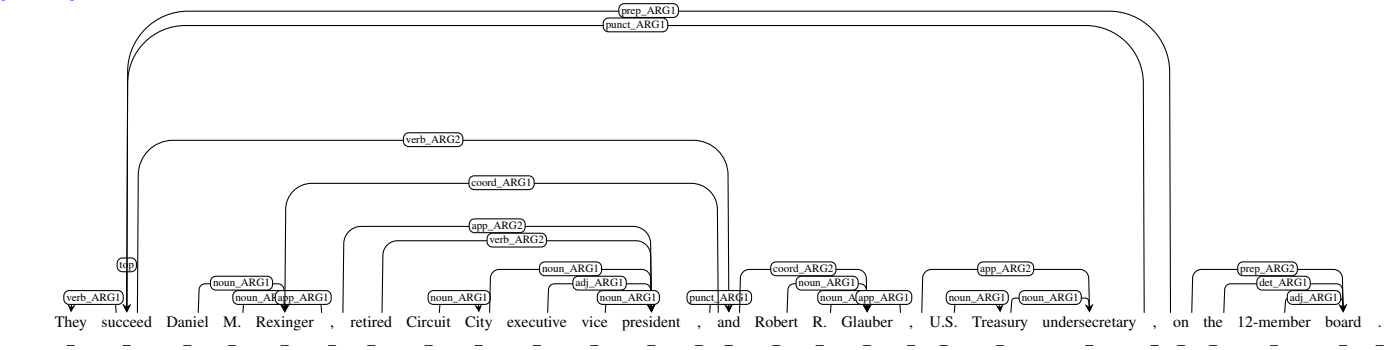 prep_ARG1
punct_ARG1
verb_ARG2
coord_ARG1
app_ARG2
verb_ARG2
top noun_ARG1 coord_ARG2 app_ARG2 prep_ARG2
noun_ARG1 adj_ARG1 noun_ARG1 det_ARG1
verb_ARG1 app_ARG1 noun_ARG1 noun_ARG1 punct_ARG1 app_ARG1 noun_ARG1 noun_ARG1 adj_ARG1
They succeed Daniel M. Rexinger , retired Circuit City executive vice president , and Robert R. Glauber , U.S. Treasury undersecretary , on the 12-member board .